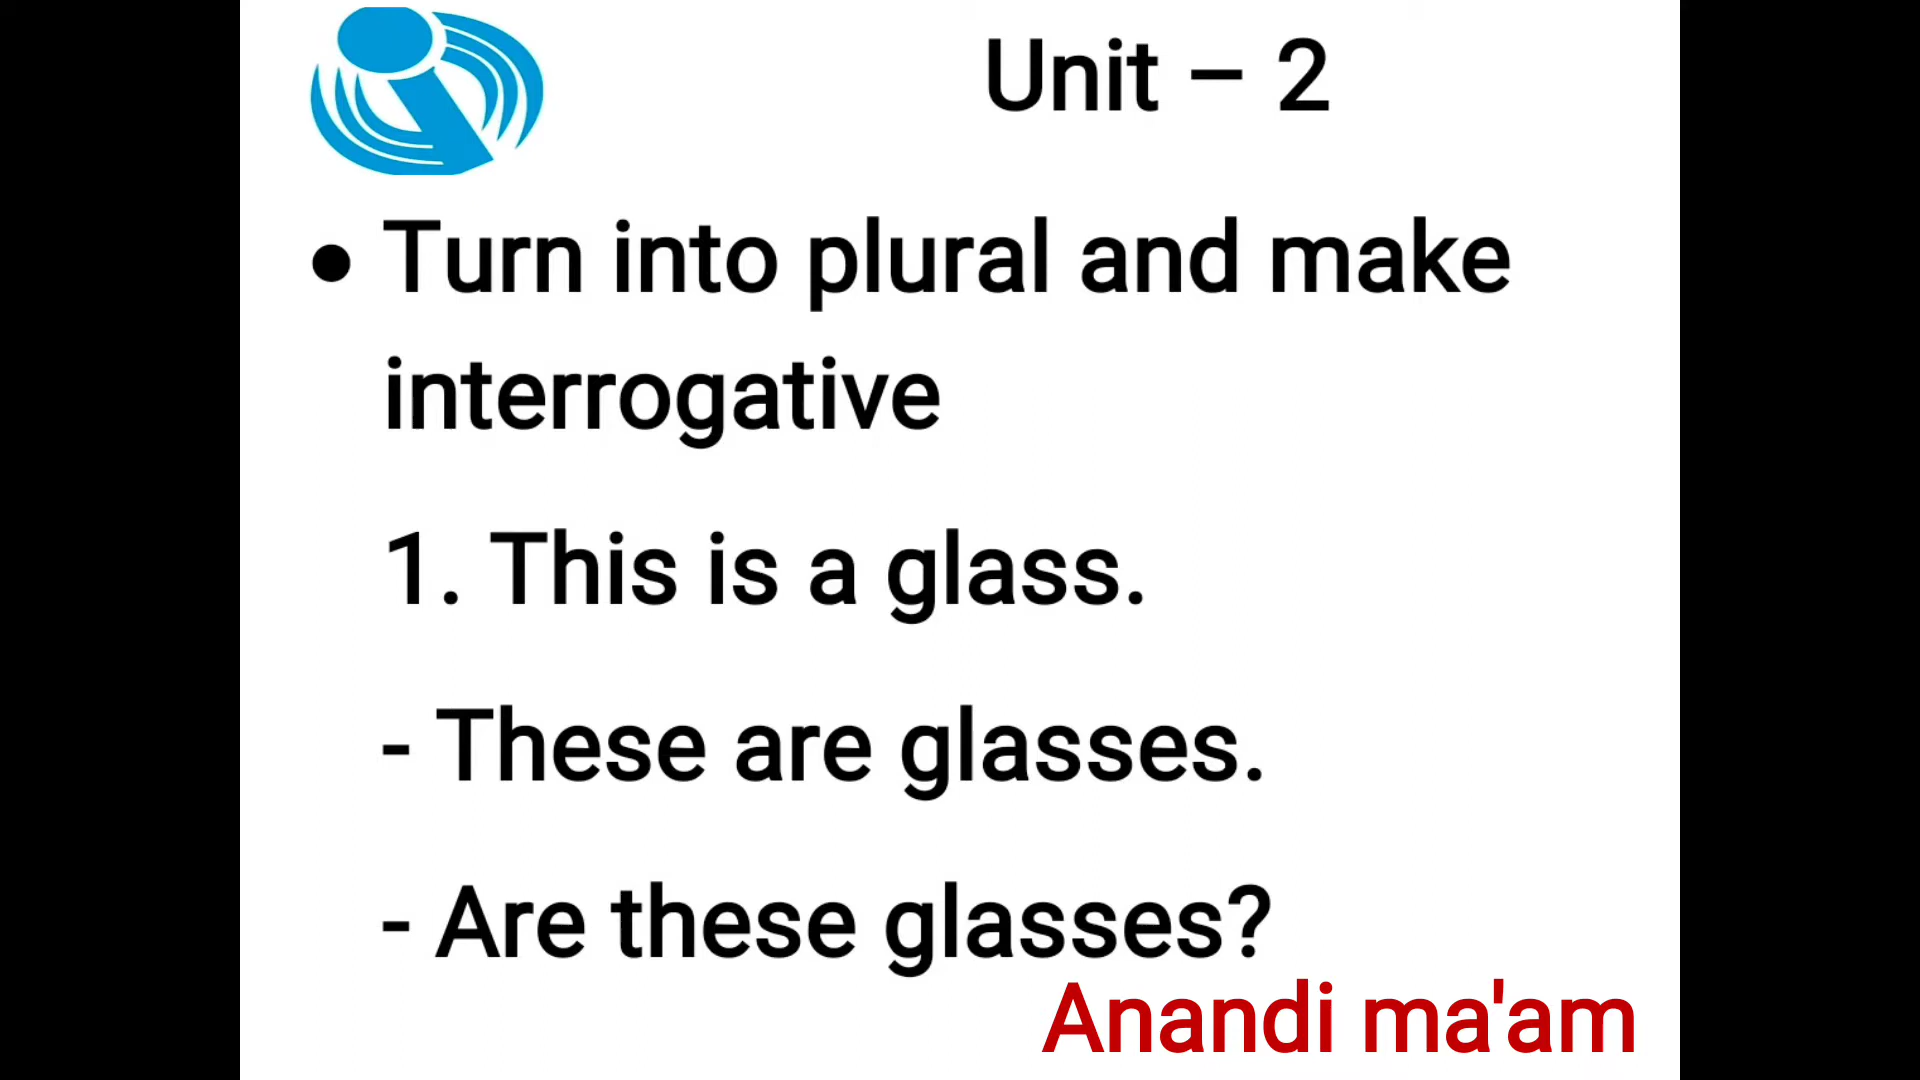 Unit – 2
• Turn into plural and make
interrogative
1. This is a glass.
- These are glasses.
- Are these glasses?
Anandi ma'am